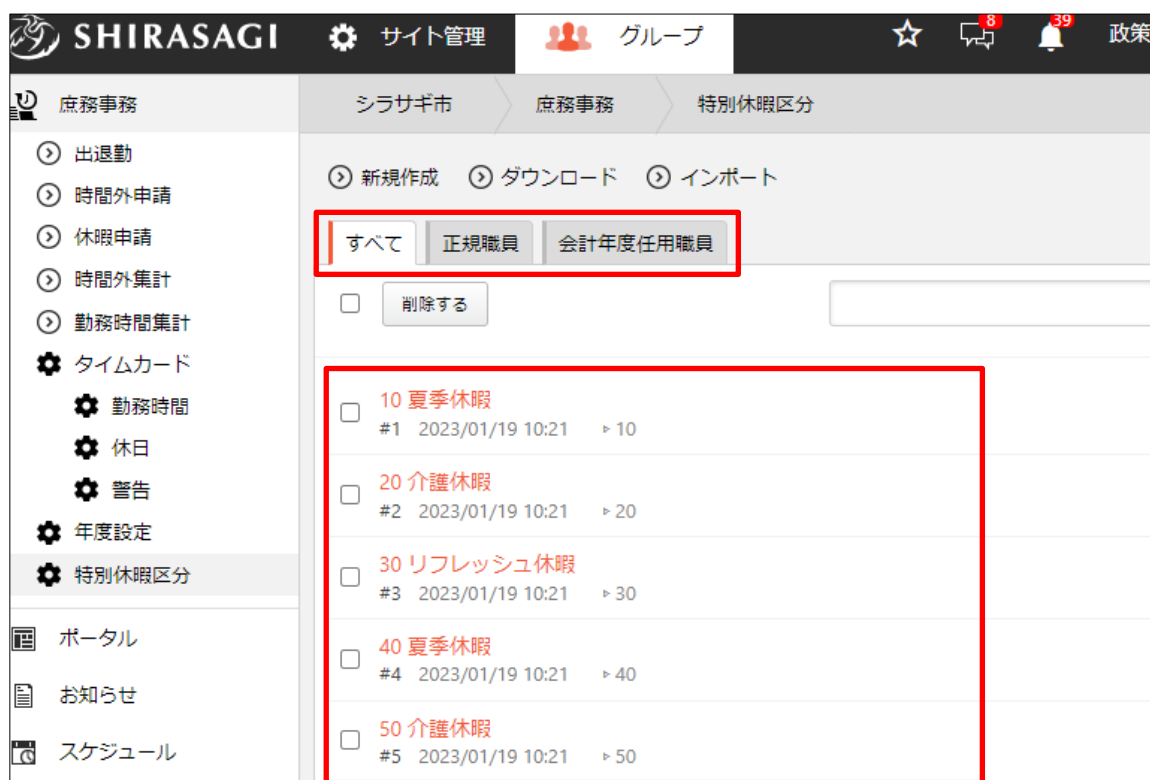 SHIRASAGI サイト管理 グループ 8 39 政策
庶務事務
出退勤
時間外申請
休暇申請
時間外集計
勤務時間集計
タイムカード
勤務時間
休日
警告
年度設定
特別休暇区分
ポータル
お知らせ
スケジュール
シラサギ市 庶務事務 特別休暇区分
新規作成 ダウンロード インポート
すべて 正規職員 会計年度任用職員
削除する
10 夏季休暇
#1 2023/01/19 10:21 ▹ 10
20 介護休暇
#2 2023/01/19 10:21 ▹ 20
30 リフレッシュ休暇
#3 2023/01/19 10:21 ▹ 30
40 夏季休暇
#4 2023/01/19 10:21 ▹ 40
50 介護休暇
#5 2023/01/19 10:21 ▹ 50